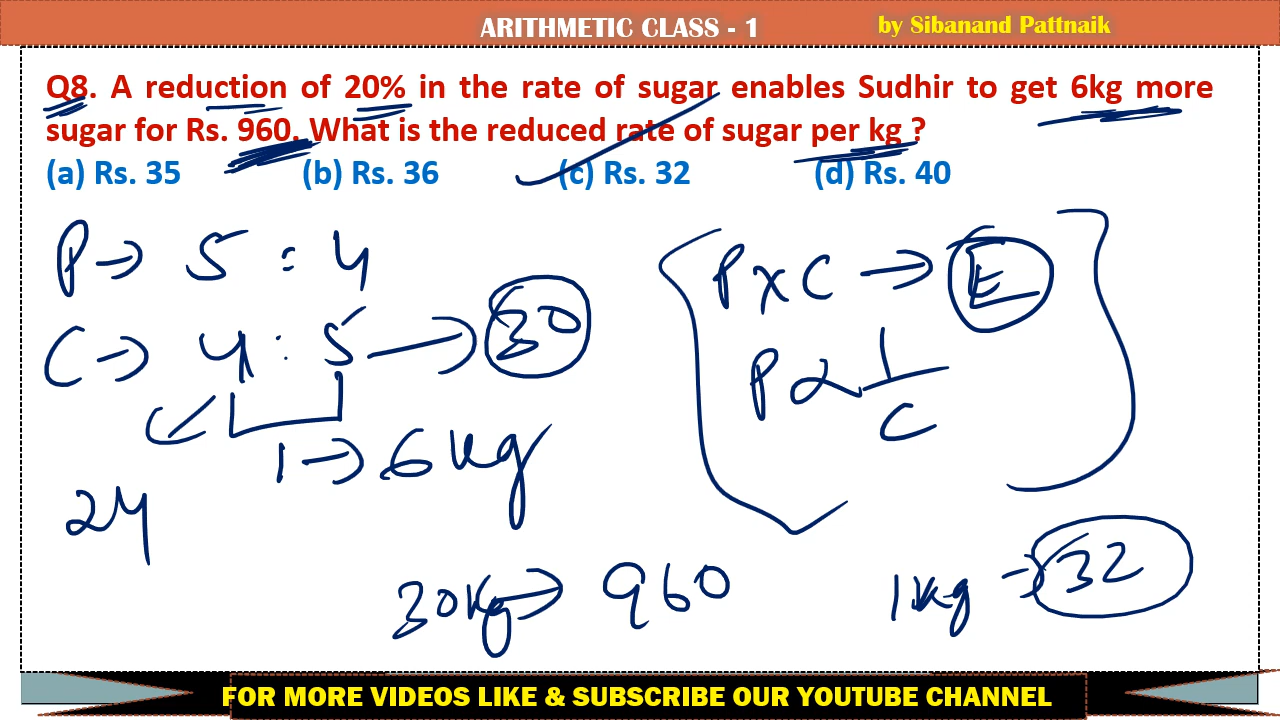 ARITHMETIC CLASS - 1
by Sibanand Pattnaik
Q8. A reduction of 20% in the rate of sugar enables Sudhir to get 6kg more
sugar for Rs. 960. What is the reduced rate of sugar per kg ?
(a) Rs. 35 (b) Rs. 36 (c) Rs. 32 (d) Rs. 40
P → 5 : 4
C → 4 : 5 → 30
1 → 6 kg
24
P x C → E
P ∝ 1/C
30kg → 960
1kg → 32
FOR MORE VIDEOS LIKE & SUBSCRIBE OUR YOUTUBE CHANNEL